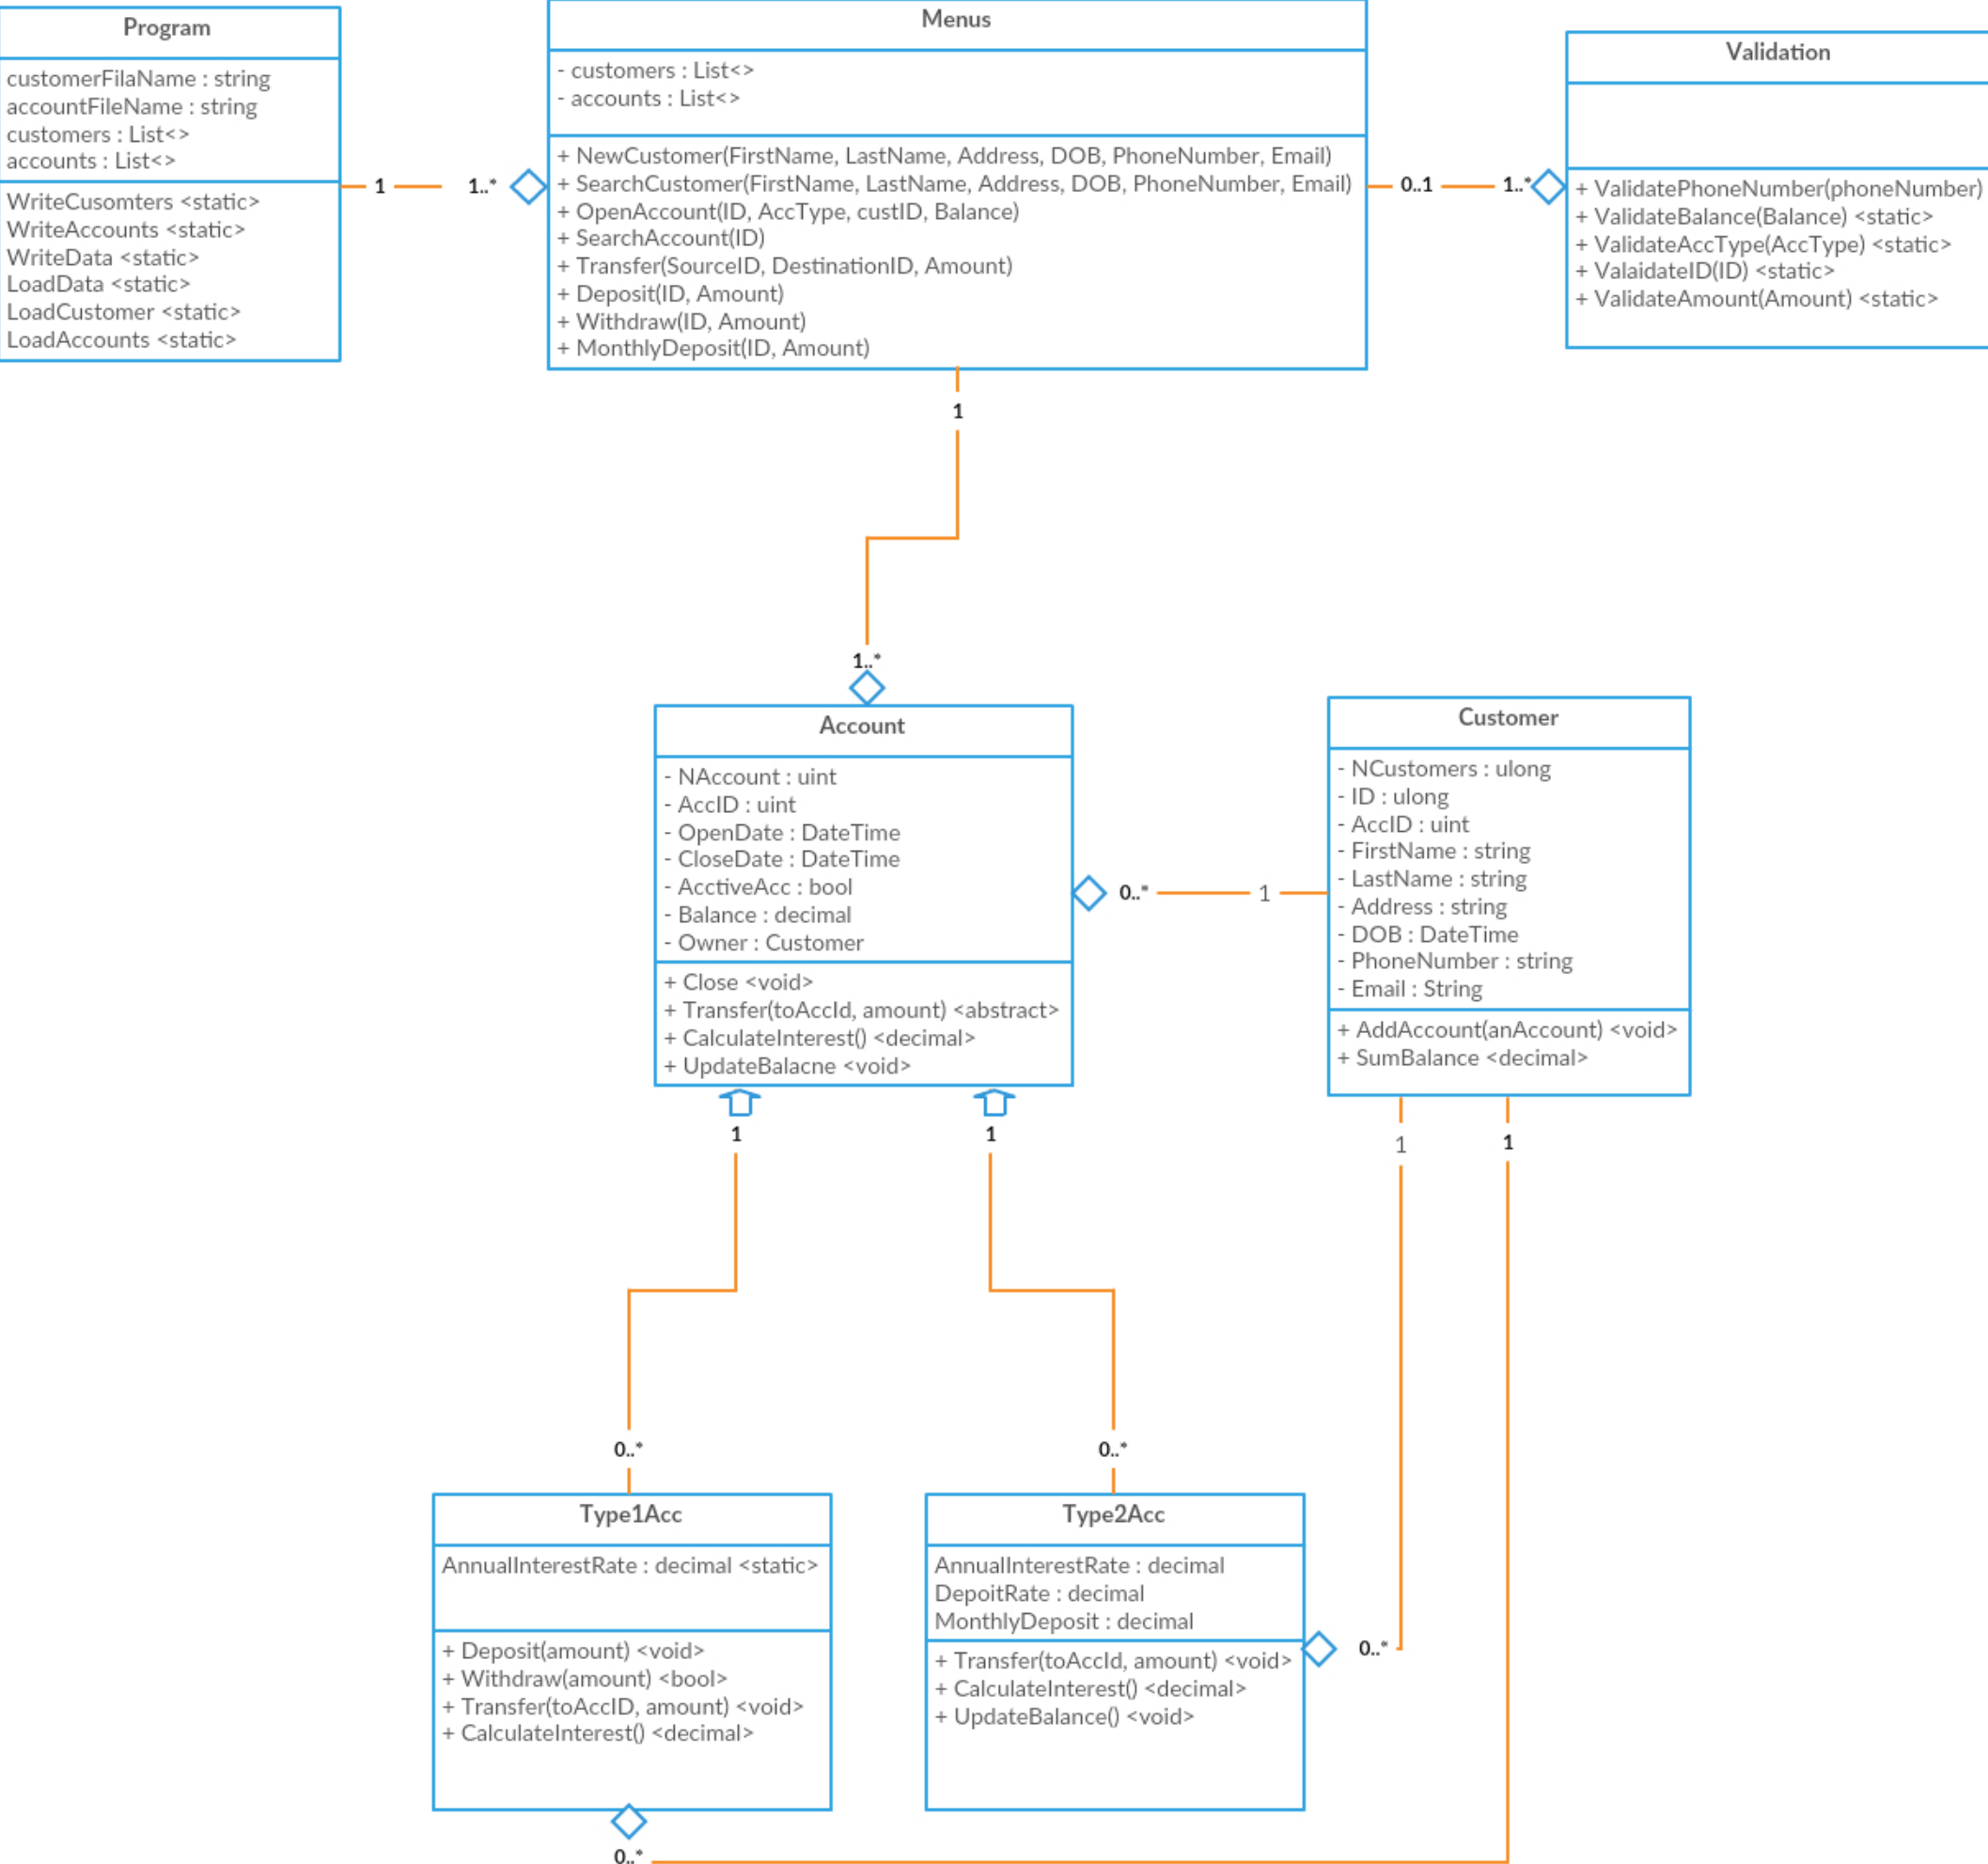 Program
customerFilaName : string
accountFileName : string
customers : List<>
accounts : List<>
WriteCusomters <static>
WriteAccounts <static>
WriteData <static>
LoadData <static>
LoadCustomer <static>
LoadAccounts <static>
1
1..*
Menus
- customers : List<>
- accounts : List<>
+ NewCustomer(FirstName, LastName, Address, DOB, PhoneNumber, Email)
+ SearchCustomer(FirstName, LastName, Address, DOB, PhoneNumber, Email)
+ OpenAccount(ID, AccType, custID, Balance)
+ SearchAccount(ID)
+ Transfer(SourceID, DestinationID, Amount)
+ Deposit(ID, Amount)
+ Withdraw(ID, Amount)
+ MonthlyDeposit(ID, Amount)
0..1
1..*
Validation
+ ValidatePhoneNumber(phoneNumber)
+ ValidateBalance(Balance) <static>
+ ValidateAccType(AccType) <static>
+ ValaidateID(ID) <static>
+ ValidateAmount(Amount) <static>
1
1..*
Account
- NAccount : uint
- AccID : uint
- OpenDate : DateTime
- CloseDate : DateTime
- AcctiveAcc : bool
- Balance : decimal
- Owner : Customer
+ Close <void>
+ Transfer(toAccId, amount) <abstract>
+ CalculateInterest() <decimal>
+ UpdateBalacne <void>
0..*
1
Customer
- NCustomers : ulong
- ID : ulong
- AccID : uint
- FirstName : string
- LastName : string
- Address : string
- DOB : DateTime
- PhoneNumber : string
- Email : String
+ AddAccount(anAccount) <void>
+ SumBalance <decimal>
1
1
1
1
0..*
0..*
Type1Acc
AnnualInterestRate : decimal <static>
+ Deposit(amount) <void>
+ Withdraw(amount) <bool>
+ Transfer(toAccID, amount) <void>
+ CalculateInterest() <decimal>
Type2Acc
AnnualInterestRate : decimal
DepoitRate : decimal
MonthlyDeposit : decimal
+ Transfer(toAccId, amount) <void>
+ CalculateInterest() <decimal>
+ UpdateBalance() <void>
0..*
0..*